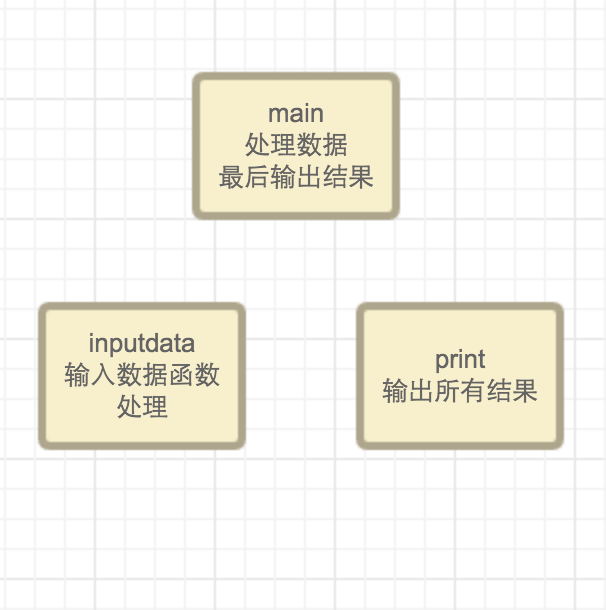 main
处理数据
最后输出结果
inputdata
输入数据函数
处理
print
输出所有结果